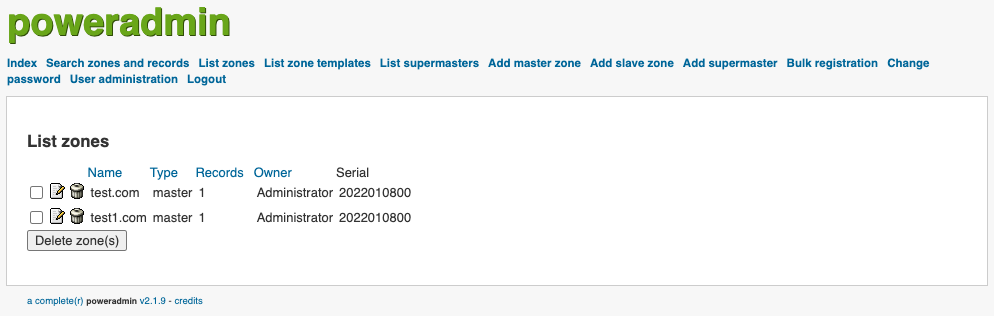 poweradmin
Index Search zones and records List zones List zone templates List supermasters Add master zone Add slave zone Add supermaster Bulk registration Change
password User administration Logout
List zones
Name Type Records Owner Serial
test.com master 1 Administrator 2022010800
test1.com master 1 Administrator 2022010800
Delete zone(s)
a complete(r) poweradmin v2.1.9 - credits